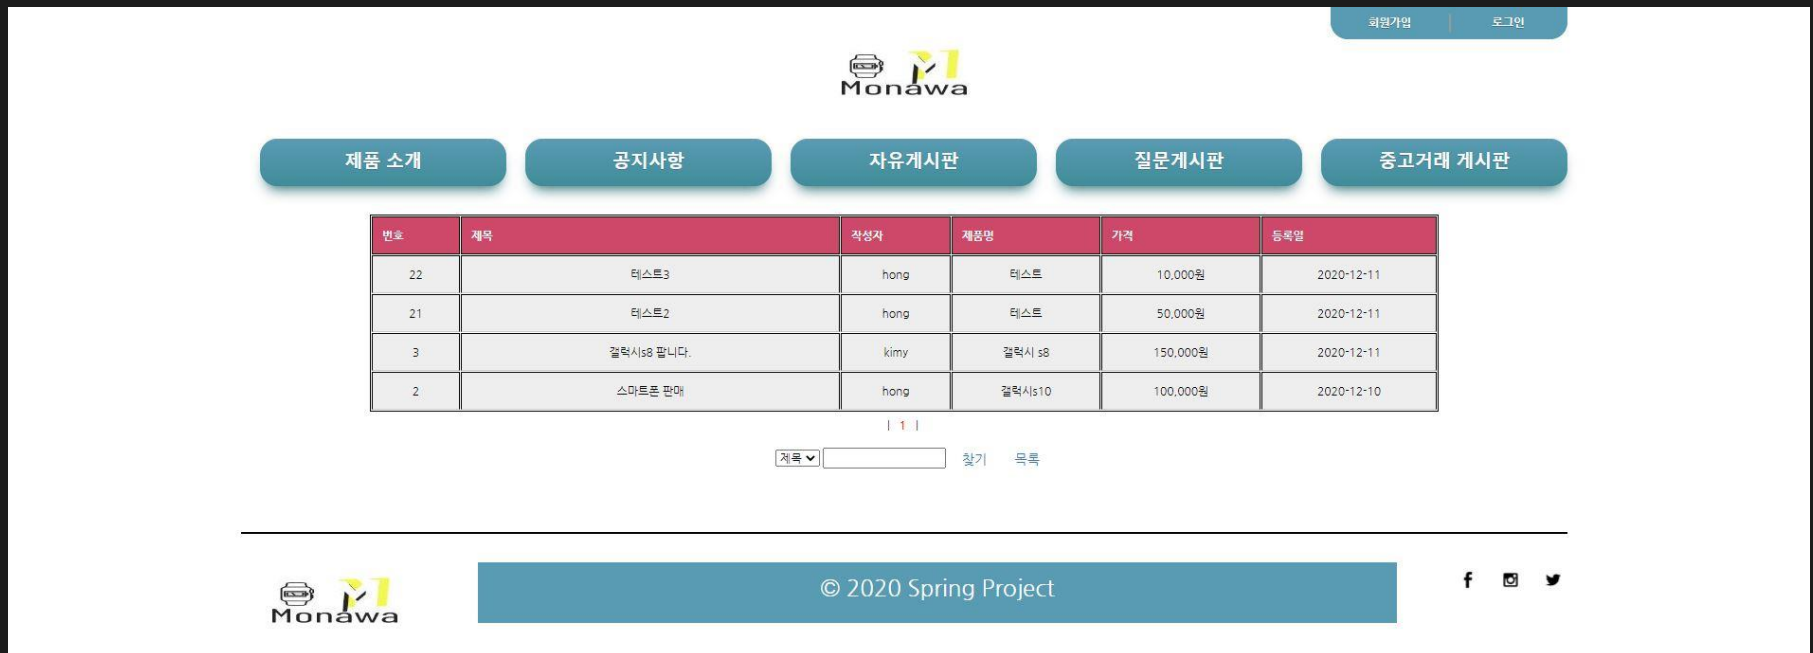 회원가입 | 로그인
Monawa
제품 소개 공지사항 자유게시판 질문게시판 중고거래 게시판
번호 제목 작성자 제품명 가격 등록일
22 테스트3 hong 테스트 10,000원 2020-12-11
21 테스트2 hong 테스트 50,000원 2020-12-11
3 갤럭시s8 팝니다. kimy 갤럭시 s8 150,000원 2020-12-11
2 스마트폰 판매 hong 갤럭시s10 100,000원 2020-12-10
| 1 |
제목 찾기 목록
Monawa © 2020 Spring Project